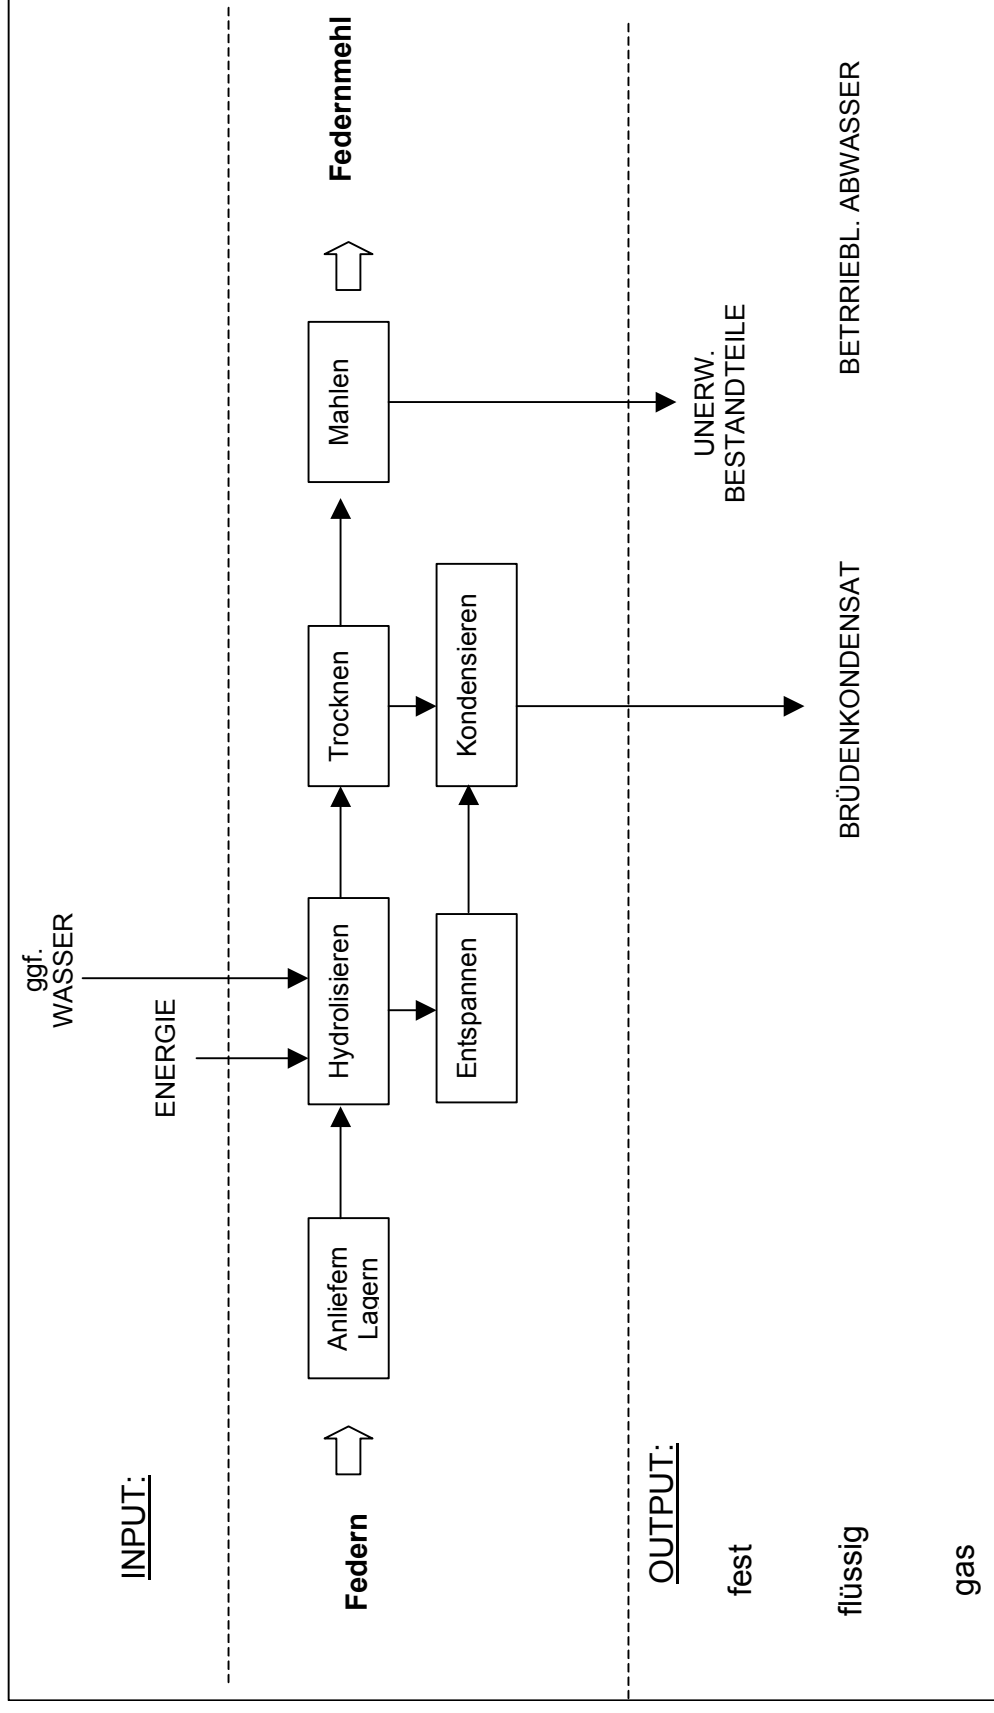 INPUT:
ggf.
WASSER
ENERGIE
Federn
Anliefern
Lagern
Hydrolisieren
Trocknen
Mahlen
Federnmehl
Entspannen
Kondensieren
OUTPUT:
fest
UNERW.
BESTANDTEILE
flüssig
BRÜDENKONDENSAT
BETRRIEBL. ABWASSER
gas